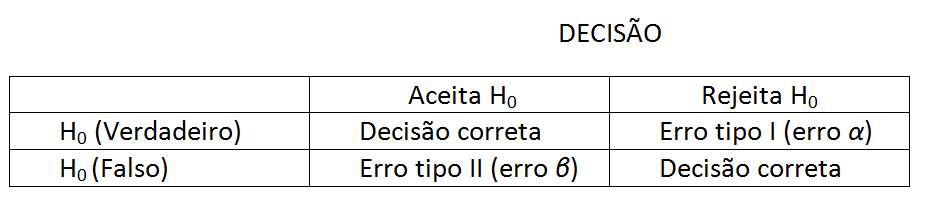 DECISÃO
Aceita H₀ Rejeita H₀
H₀ (Verdadeiro) Decisão correta Erro tipo I (erro α)
H₀ (Falso) Erro tipo II (erro β) Decisão correta